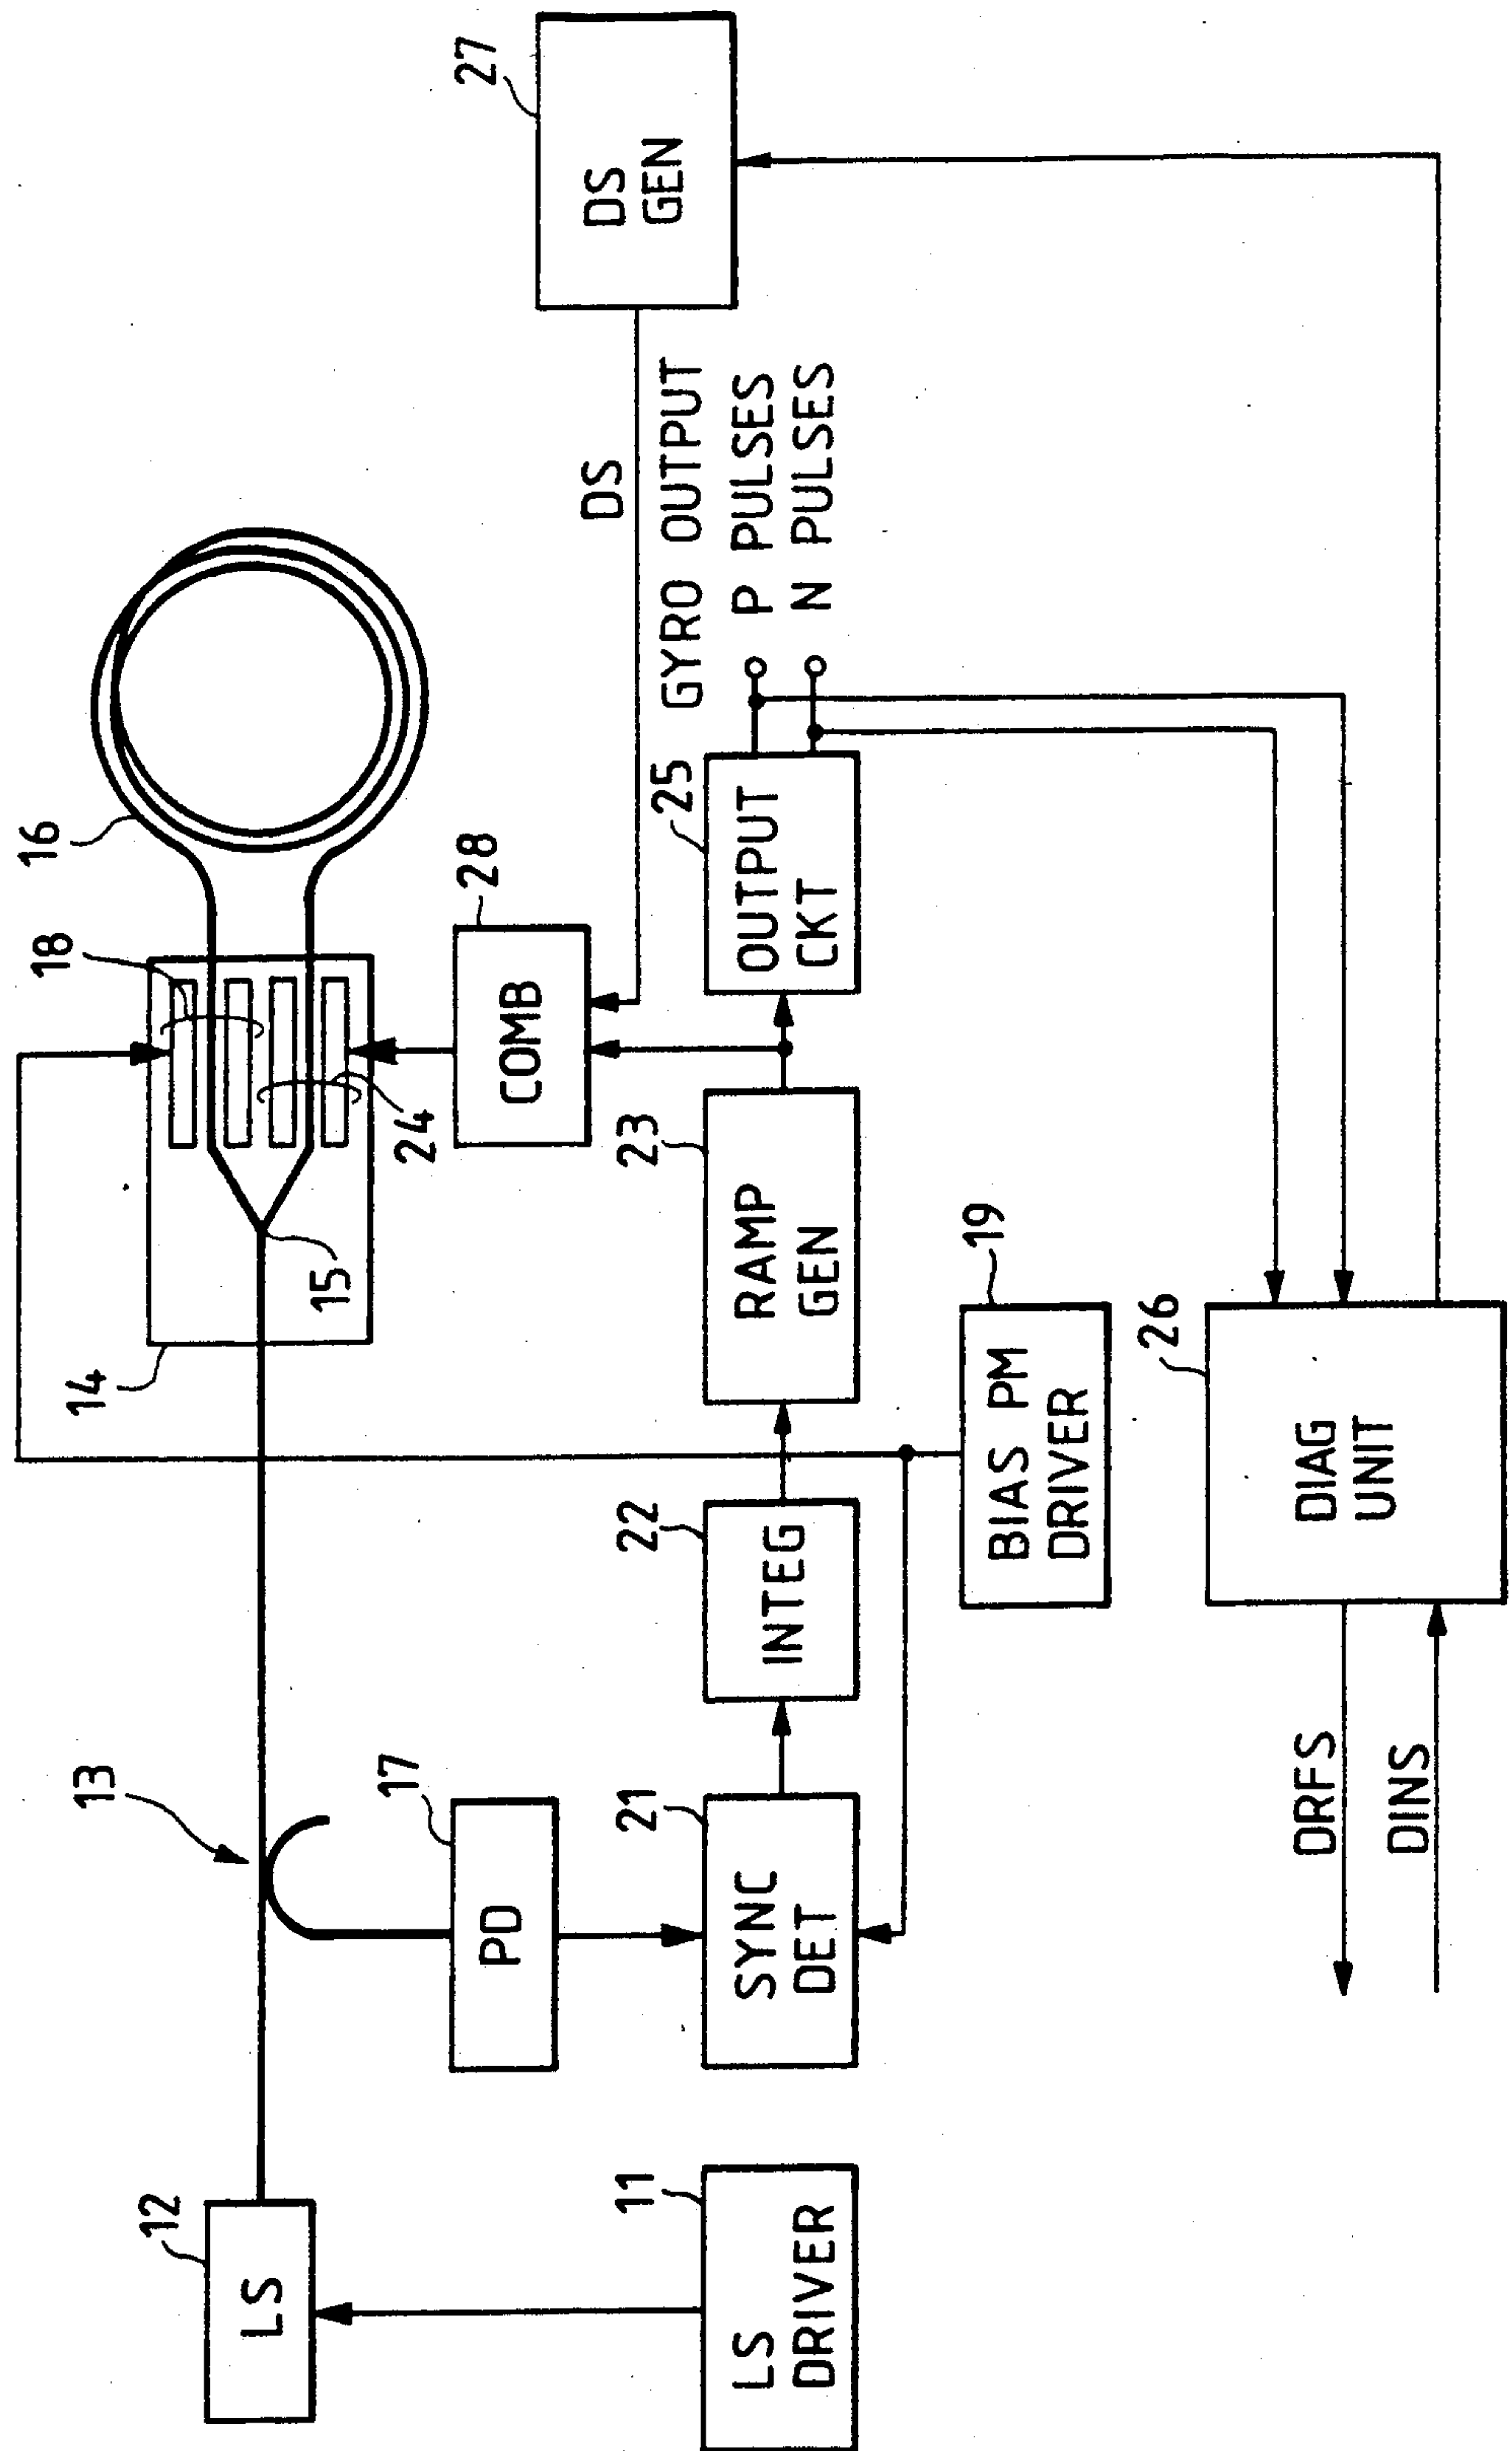 16
18
14
13
12
LS
15
24
28
COMB
27
DS
GEN
DS
17
PD
11
LS
DRIVER
21
SYNC
DET
22
INTEG
23
RAMP
GEN
25
OUTPUT
CKT
GYRO OUTPUT
P PULSES
N PULSES
19
BIAS PM
DRIVER
26
DIAG
UNIT
DRFS
DINS